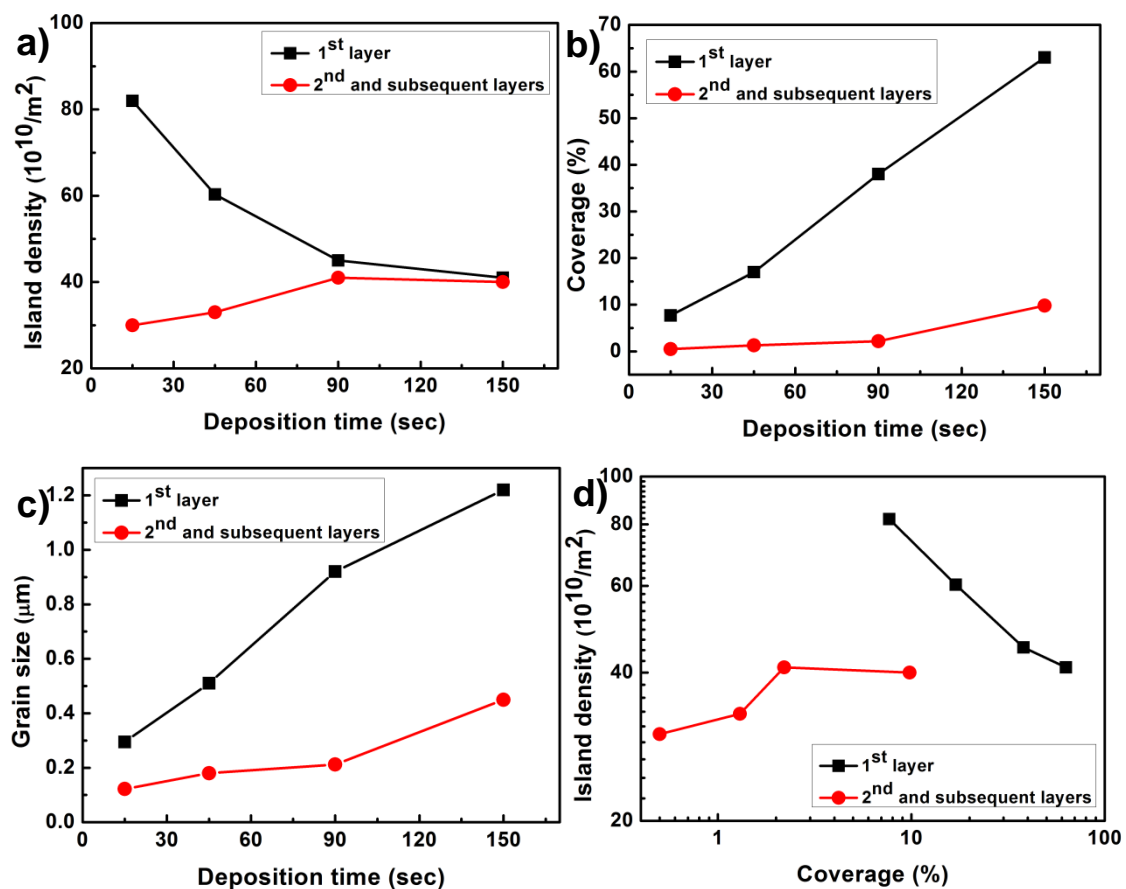 a)
Island density (10^10/m^2)
100
80
60
40
20
1st layer
2nd and subsequent layers
0 30 60 90 120 150
Deposition time (sec)
b)
Coverage (%)
70
60
50
40
30
20
10
0
1st layer
2nd and subsequent layers
0 30 60 90 120 150
Deposition time (sec)
c)
Grain size (μm)
1.2
1.0
0.8
0.6
0.4
0.2
0.0
1st layer
2nd and subsequent layers
0 30 60 90 120 150
Deposition time (sec)
d)
Island density (10^10/m^2)
100
80
60
40
20
1st layer
2nd and subsequent layers
1 10 100
Coverage (%)